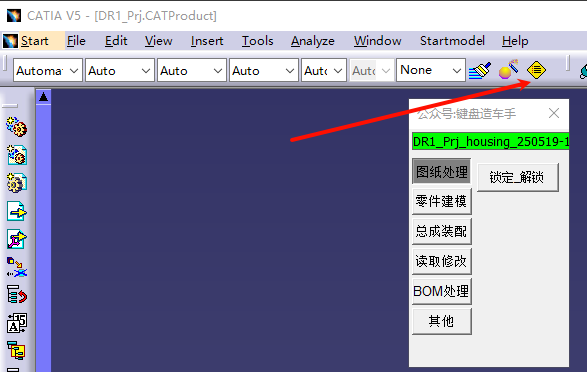 CATIA V5 - [DR1_Prj.CATProduct]
Start File Edit View Insert Tools Analyze Window Startmodel Help
Automa Auto Auto Auto Aut Aut None
公众号:键盘造车手
DR1_Prj_housing_250519-1
图纸处理 锁定_解锁
零件建模
总成装配
读取修改
BOM处理
其他